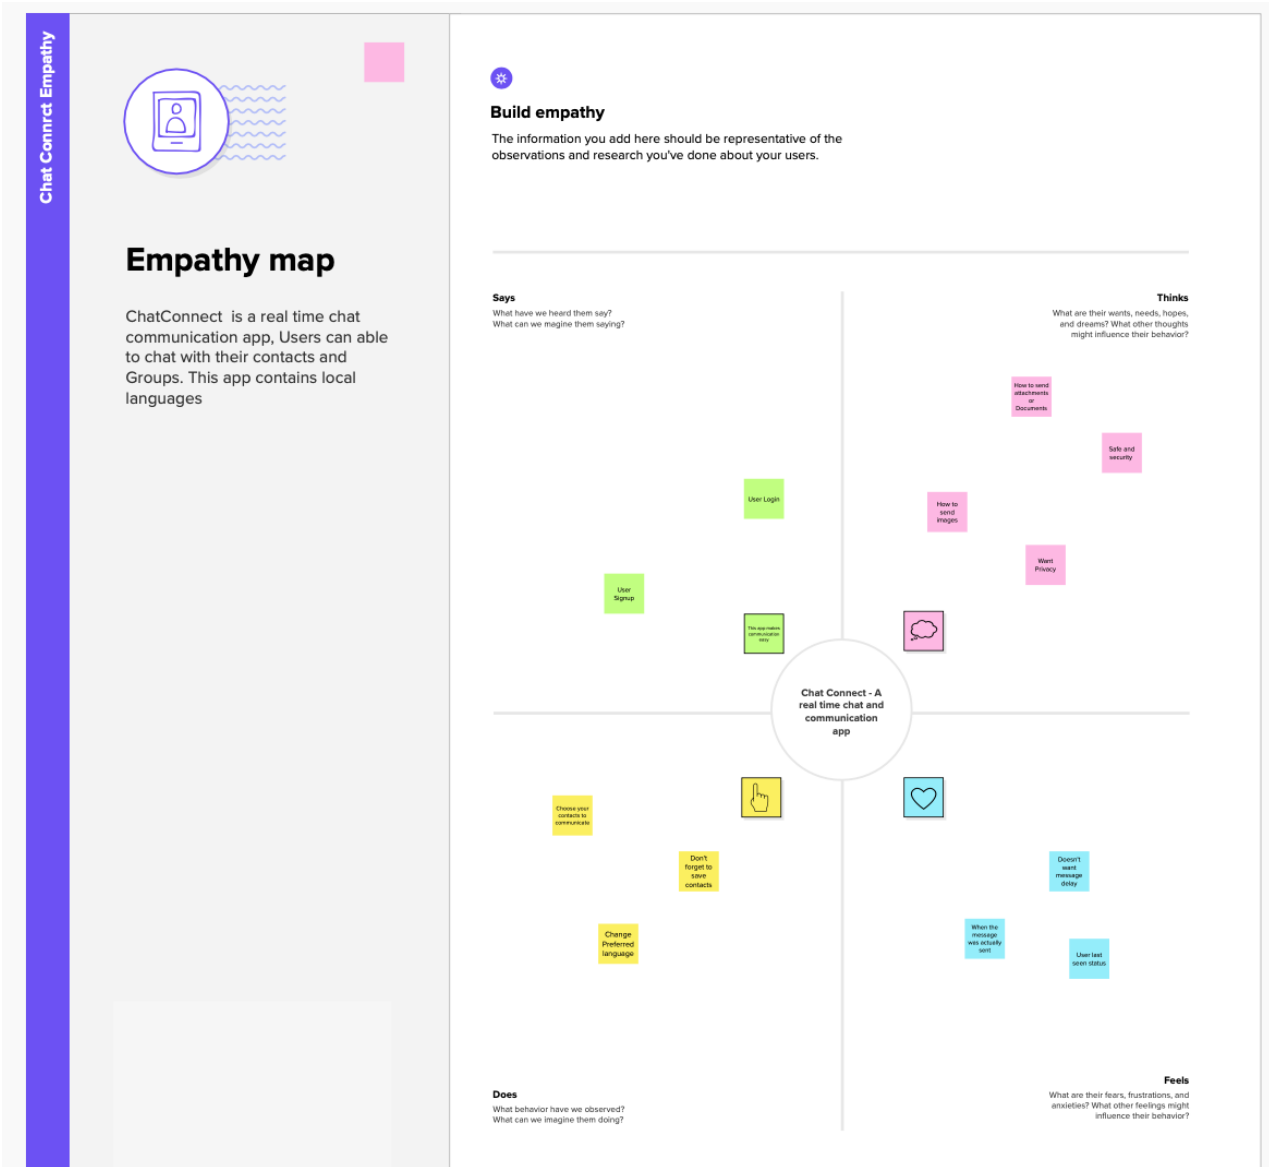 Chat Connrct Empathy
Empathy map
ChatConnect  is a real time chat
communication app, Users can able
to chat with their contacts and
Groups. This app contains local
languages
Build empathy
The information you add here should be representative of the
observations and research you've done about your users.
Says
What have we heard them say?
What can we magine them saying?
Thinks
What are their wants, needs, hopes,
and dreams? What other thoughts
might influence their behavior?
How to send
attachments
or
Documents
Safe and
security
User Login
How to
send
images
Want
Privacy
User
Signup
This app makes
communication
easy
Chat Connect - A
real time chat and
communication
app
Choose your
contacts to
communicate
Don't
forget to
save
contacts
Change
Preferred
language
Doesn't
want
message
delay
When the
message
was actually
sent
User last
seen status
Does
What behavior have we observed?
What can we imagine them doing?
Feels
What are their fears, frustrations, and
anxieties? What other feelings might
influence their behavior?